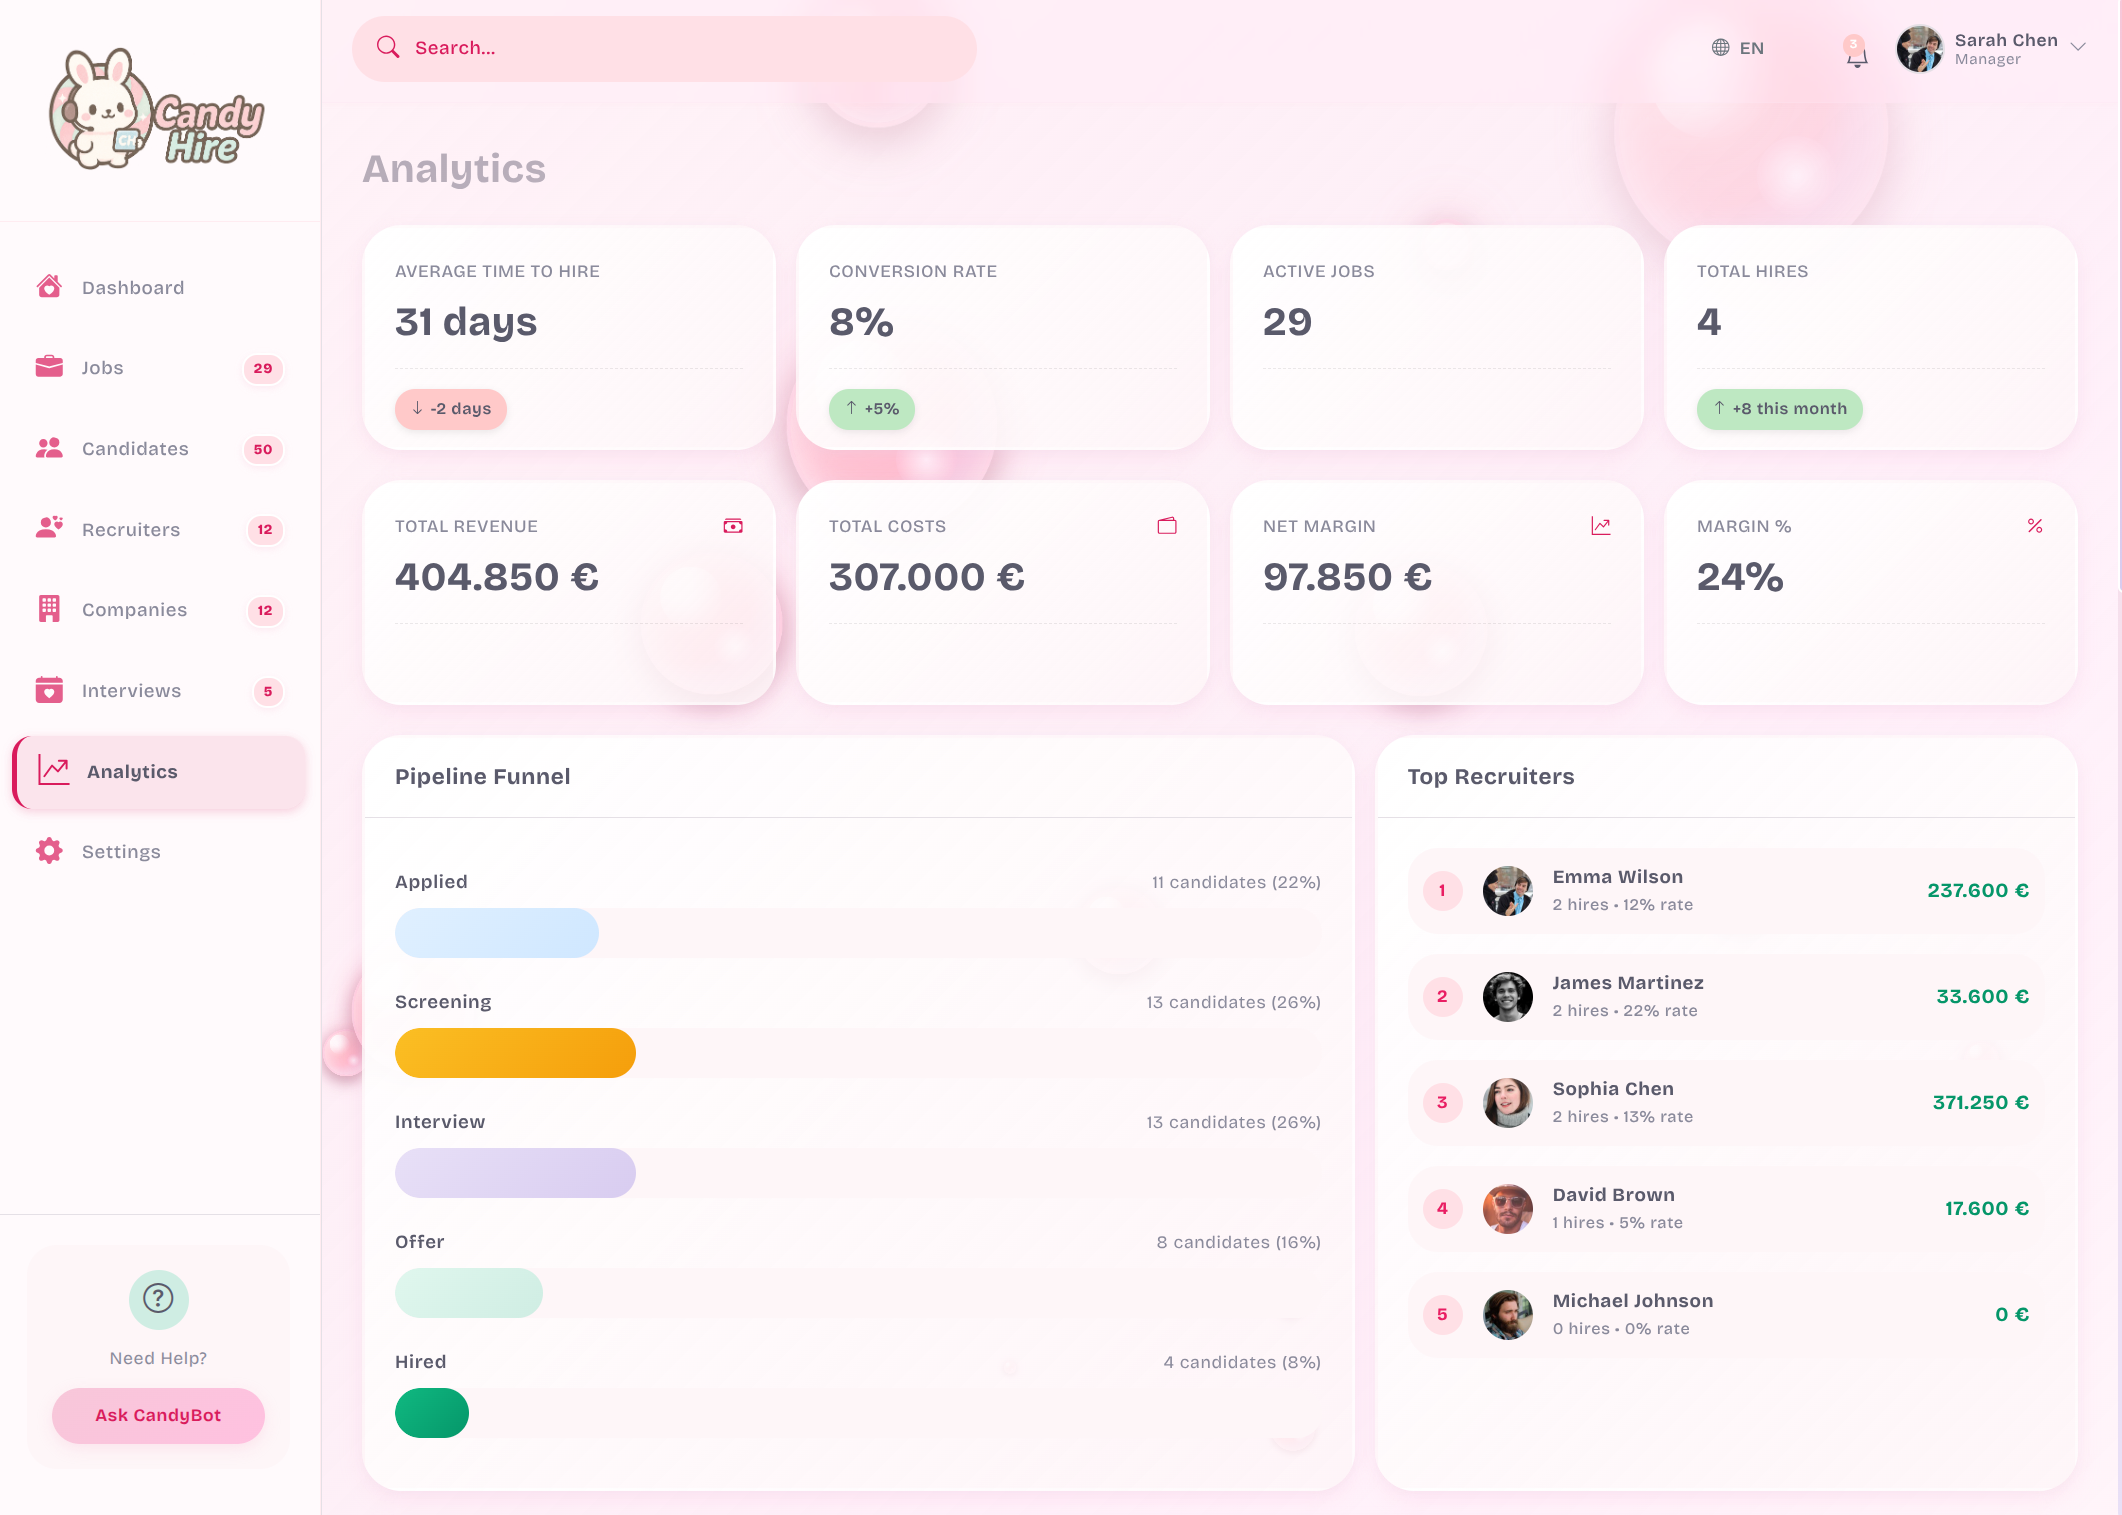 Candy
Hire
CH
Dashboard
Jobs
29
Candidates
50
Recruiters
12
Companies
12
Interviews
5
Analytics
Settings
Need Help?
Ask CandyBot
Search...
EN
3
Sarah Chen
Manager
Analytics
AVERAGE TIME TO HIRE
31 days
↓ -2 days
CONVERSION RATE
8%
↑ +5%
ACTIVE JOBS
29
TOTAL HIRES
4
↑ +8 this month
TOTAL REVENUE
404.850 €
TOTAL COSTS
307.000 €
NET MARGIN
97.850 €
MARGIN %
%
24%
Pipeline Funnel
Applied
11 candidates (22%)
Screening
13 candidates (26%)
Interview
13 candidates (26%)
Offer
8 candidates (16%)
Hired
4 candidates (8%)
Top Recruiters
1
Emma Wilson
2 hires • 12% rate
237.600 €
2
James Martinez
2 hires • 22% rate
33.600 €
3
Sophia Chen
2 hires • 13% rate
371.250 €
4
David Brown
1 hires • 5% rate
17.600 €
5
Michael Johnson
0 hires • 0% rate
0 €